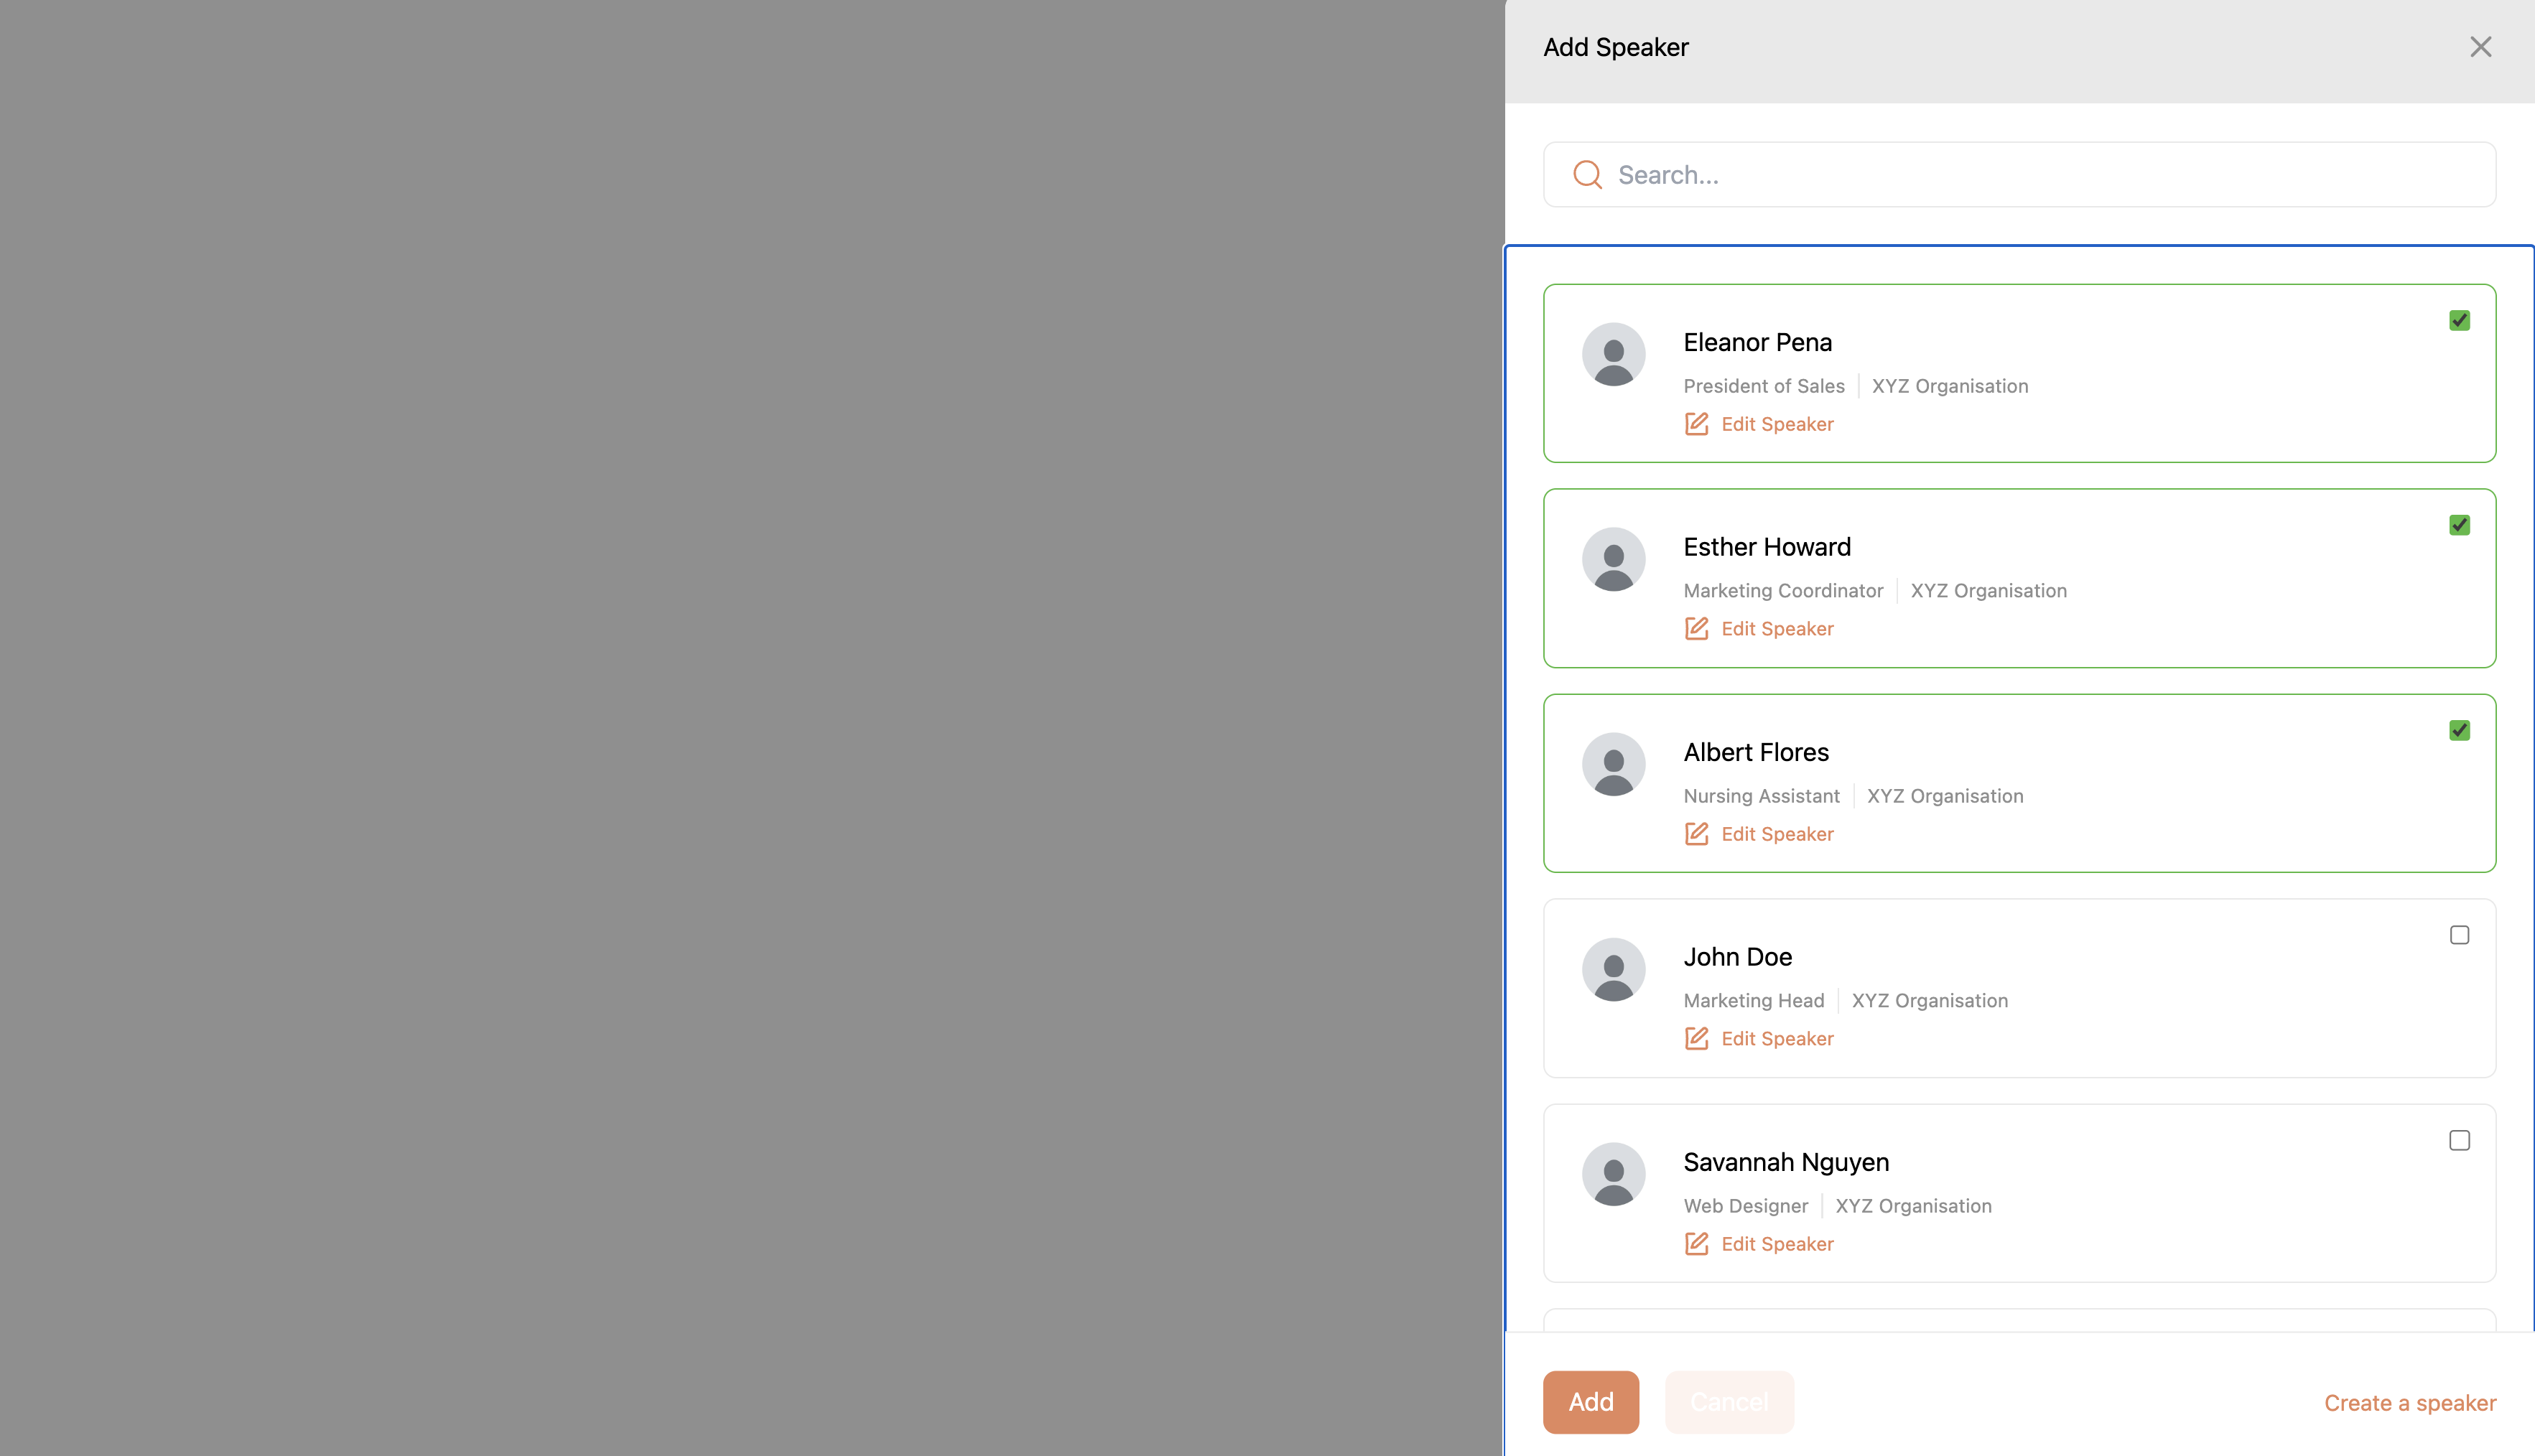 Add Speaker
Search...
Eleanor Pena
President of Sales XYZ Organisation
Edit Speaker
Esther Howard
Marketing Coordinator XYZ Organisation
Edit Speaker
Albert Flores
Nursing Assistant XYZ Organisation
Edit Speaker
John Doe
Marketing Head XYZ Organisation
Edit Speaker
Savannah Nguyen
Web Designer XYZ Organisation
Edit Speaker
Add Cancel Create a speaker